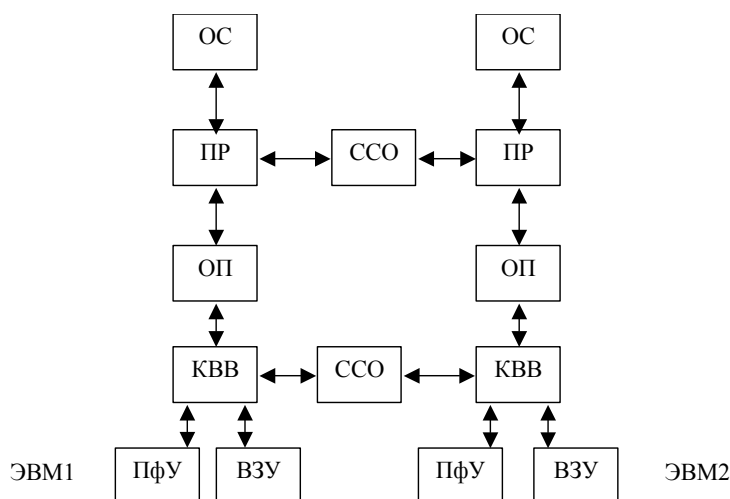 ОС ОС
ПР ССО ПР
ОП ОП
КВВ ССО КВВ
ЭВМ1 ПфУ ВЗУ ПфУ ВЗУ ЭВМ2